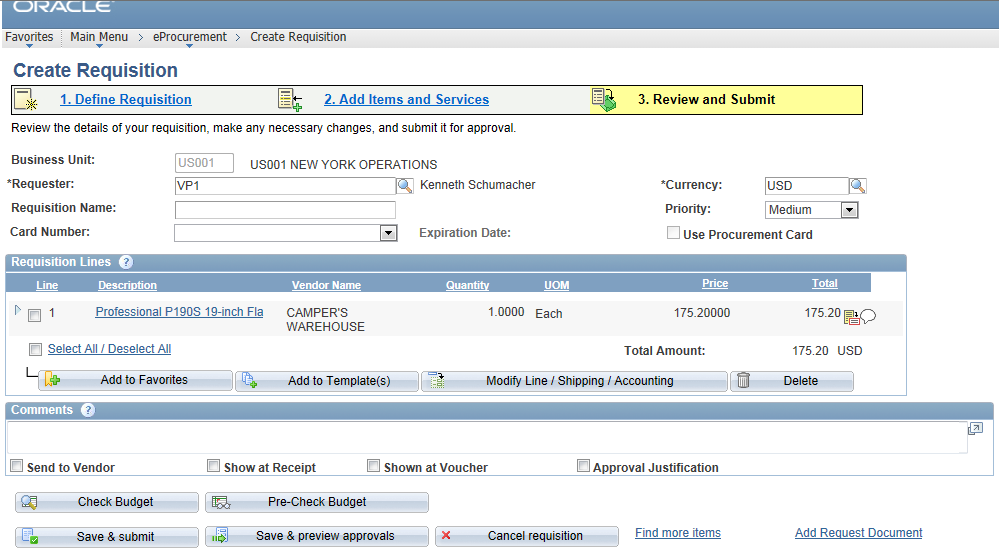 ORACLE
Favorites Main Menu > eProcurement > Create Requisition
Create Requisition
1. Define Requisition 2. Add Items and Services 3. Review and Submit
Review the details of your requisition, make any necessary changes, and submit it for approval.
Business Unit: US001 US001 NEW YORK OPERATIONS
*Requester: VP1 Kenneth Schumacher *Currency: USD
Requisition Name: Priority: Medium
Card Number: Expiration Date: Use Procurement Card
Requisition Lines ?
Line Description Vendor Name Quantity UOM Price Total
1 Professional P190S 19-inch Fla CAMPER'S WAREHOUSE 1.0000 Each 175.20000 175.20
Select All / Deselect All Total Amount: 175.20 USD
Add to Favorites Add to Template(s) Modify Line / Shipping / Accounting Delete
Comments ?
Send to Vendor Show at Receipt Shown at Voucher Approval Justification
Check Budget Pre-Check Budget
Save & submit Save & preview approvals Cancel requisition Find more items Add Request Document